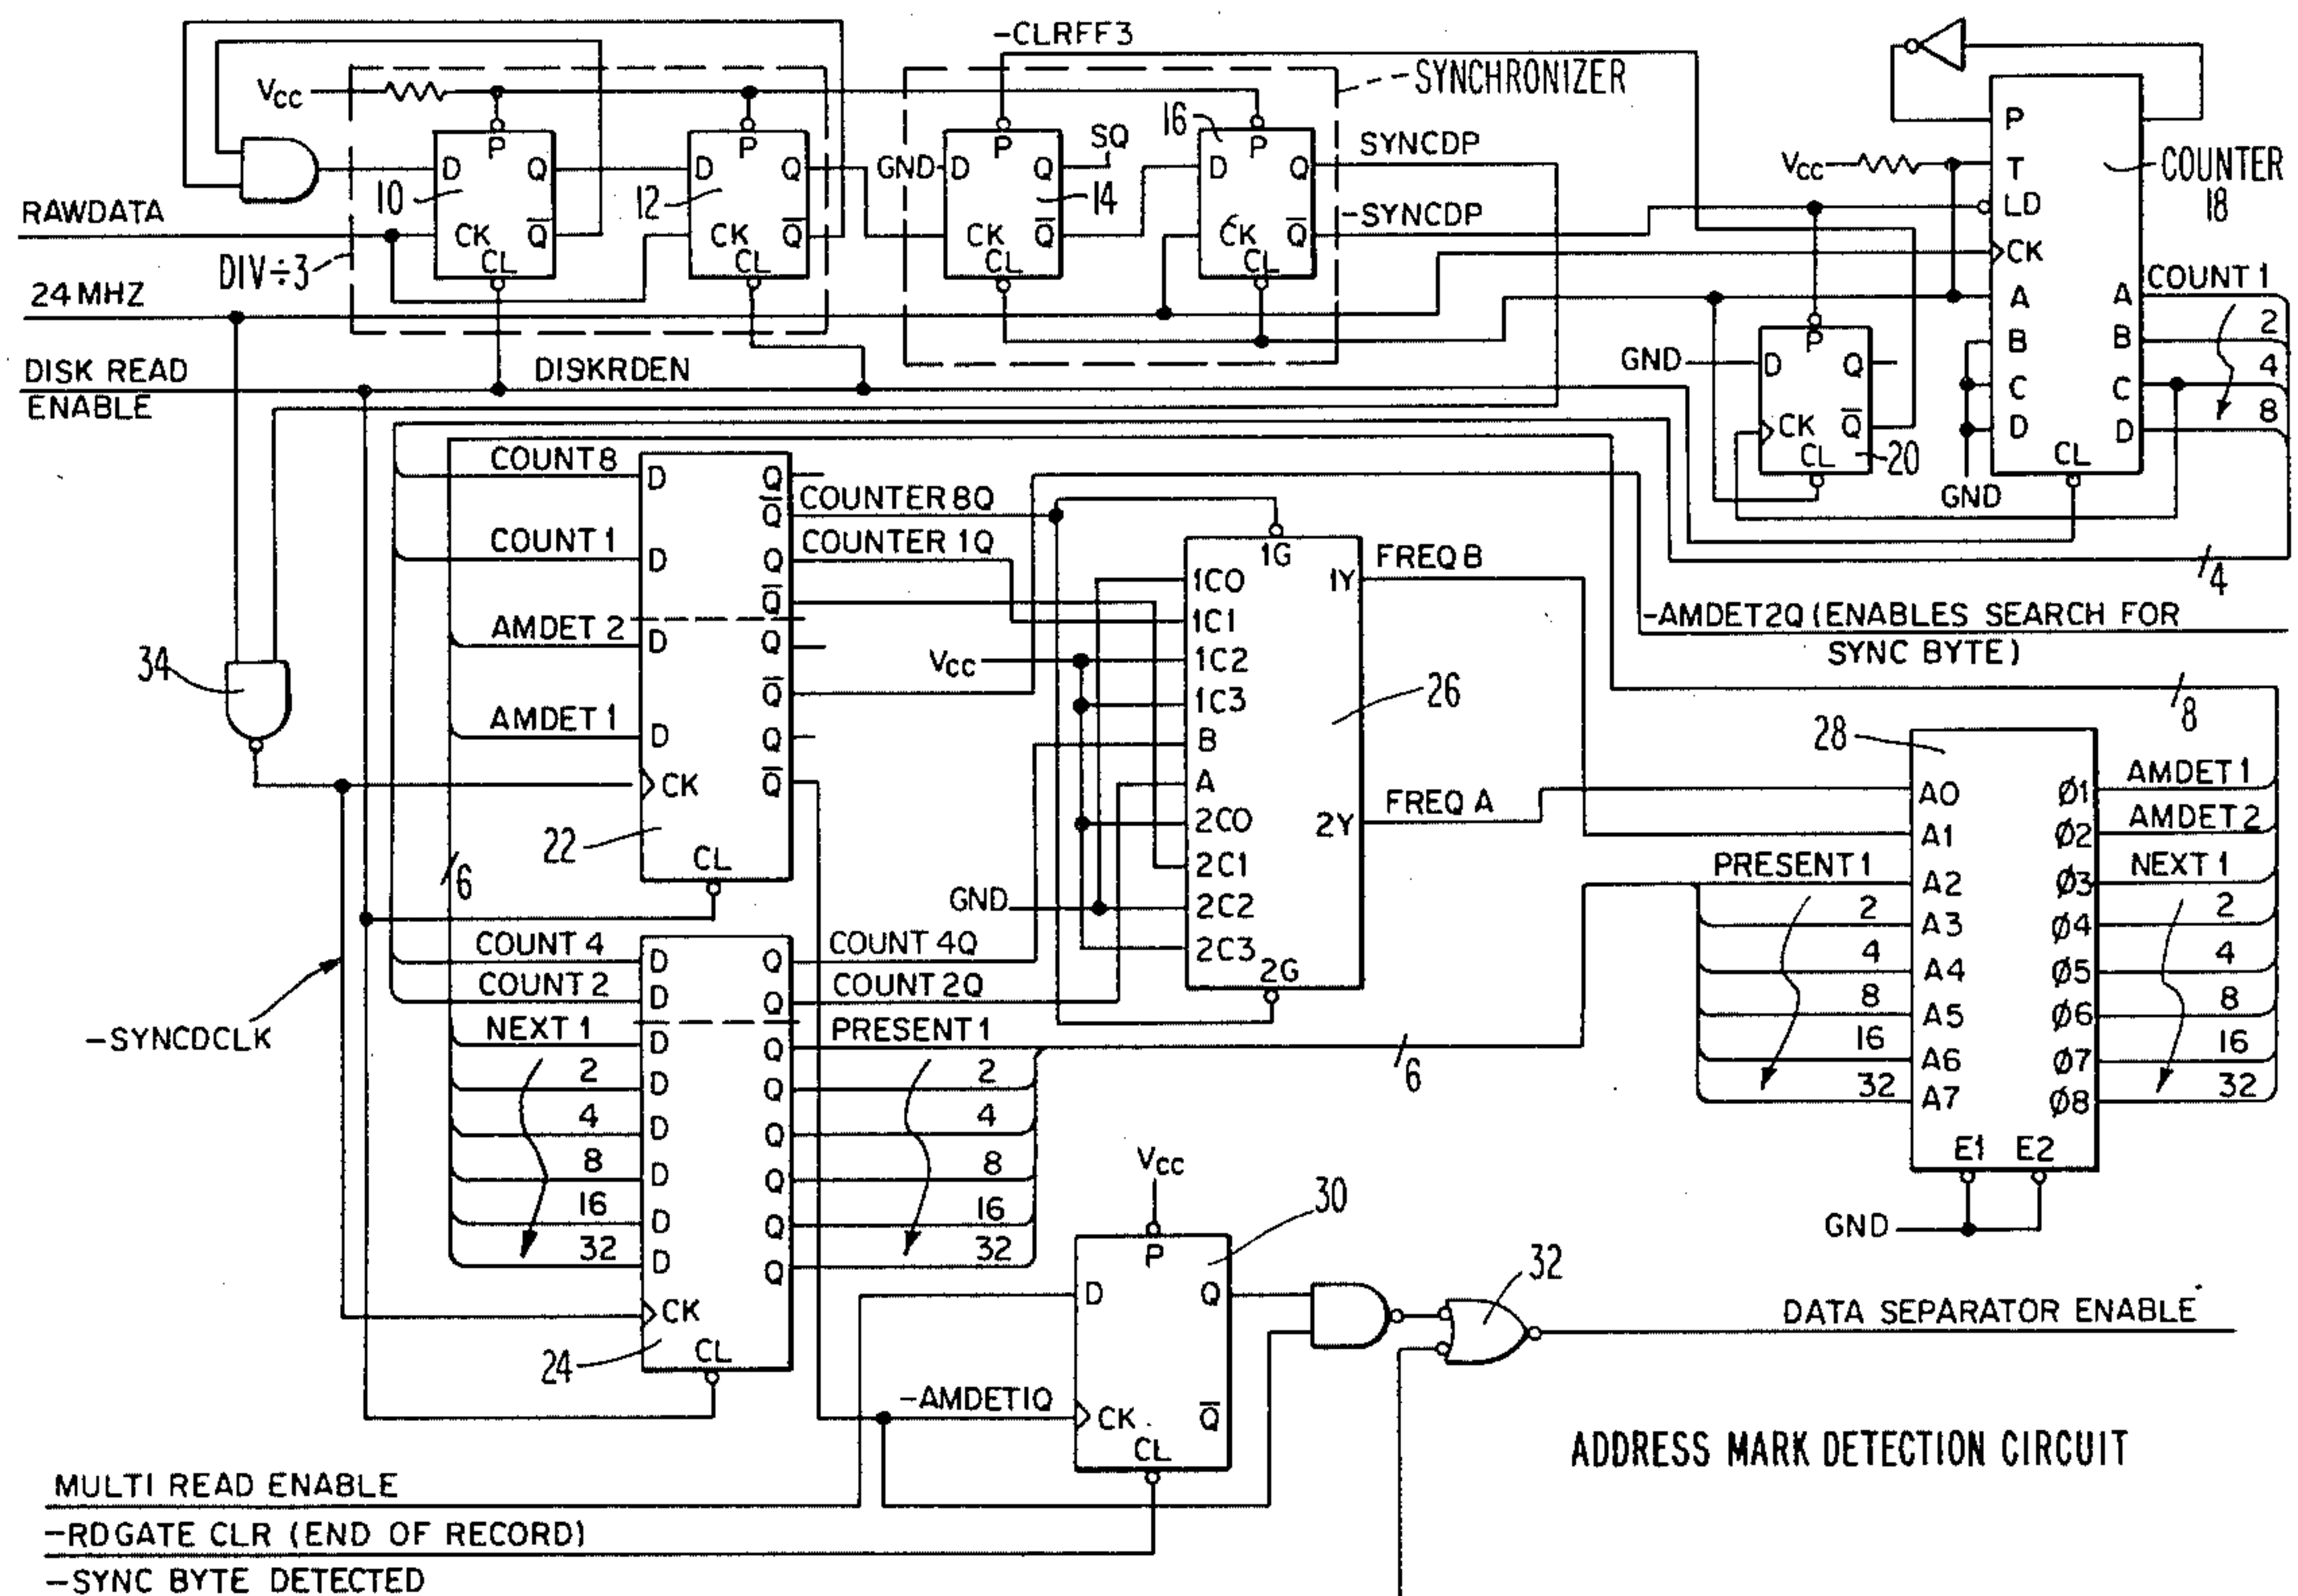 -CLRFF3
SYNCHRONIZER
VCC
P
P
16
P
SQ
P
D
Q
D
Q
GND
D
Q
D
Q
SYNCDP
VCC
T
COUNTER
18
10
12
14
RAWDATA
CK
Q
CK
Q
CK
Q
CK
Q
-SYNCDP
LD
CL
CL
CL
CL
CK
DIV÷3
24MHZ
A
A
COUNT 1
P
B
B
2
DISK READ
ENABLE
DISKRDEN
GND
D
Q
C
C
4
CK
Q
D
D
8
CL
20
CL
GND
COUNT 8
D
Q
Q
COUNTER 8Q
COUNT 1
D
Q
COUNTER 1Q
1G
1C0
1Y
FREQ B
4
Q
1C1
AMDET 2
D
Q
-AMDET2Q (ENABLES SEARCH FOR
SYNC BYTE)
34
VCC
1C2
Q
1C3
26
8
AMDET 1
D
Q
B
28
CK
Q
A
AMDET 1
2C0
2Y
FREQ A
A0
Ø1
22
AMDET 2
A1
Ø2
CL
2C1
PRESENT 1
A2
Ø3
NEXT 1
6
GND
2C2
2
A3
Ø4
2
COUNT 4
D
Q
COUNT 4Q
2C3
4
A4
Ø5
4
COUNT 2
D
Q
COUNT 2Q
2G
8
A5
Ø6
8
-SYNCDCLK
NEXT 1
D
Q
PRESENT 1
6
16
A6
Ø7
16
2
D
Q
2
32
A7
Ø8
32
4
D
Q
4
E1
E2
8
D
Q
8
VCC
16
D
Q
16
30
GND
32
D
Q
32
P
CK
D
Q
32
DATA SEPARATOR ENABLE
24
CL
-AMDET1Q
CK
Q
CL
ADDRESS MARK DETECTION CIRCUIT
MULTI READ ENABLE
-RDGATE CLR (END OF RECORD)
-SYNC BYTE DETECTED